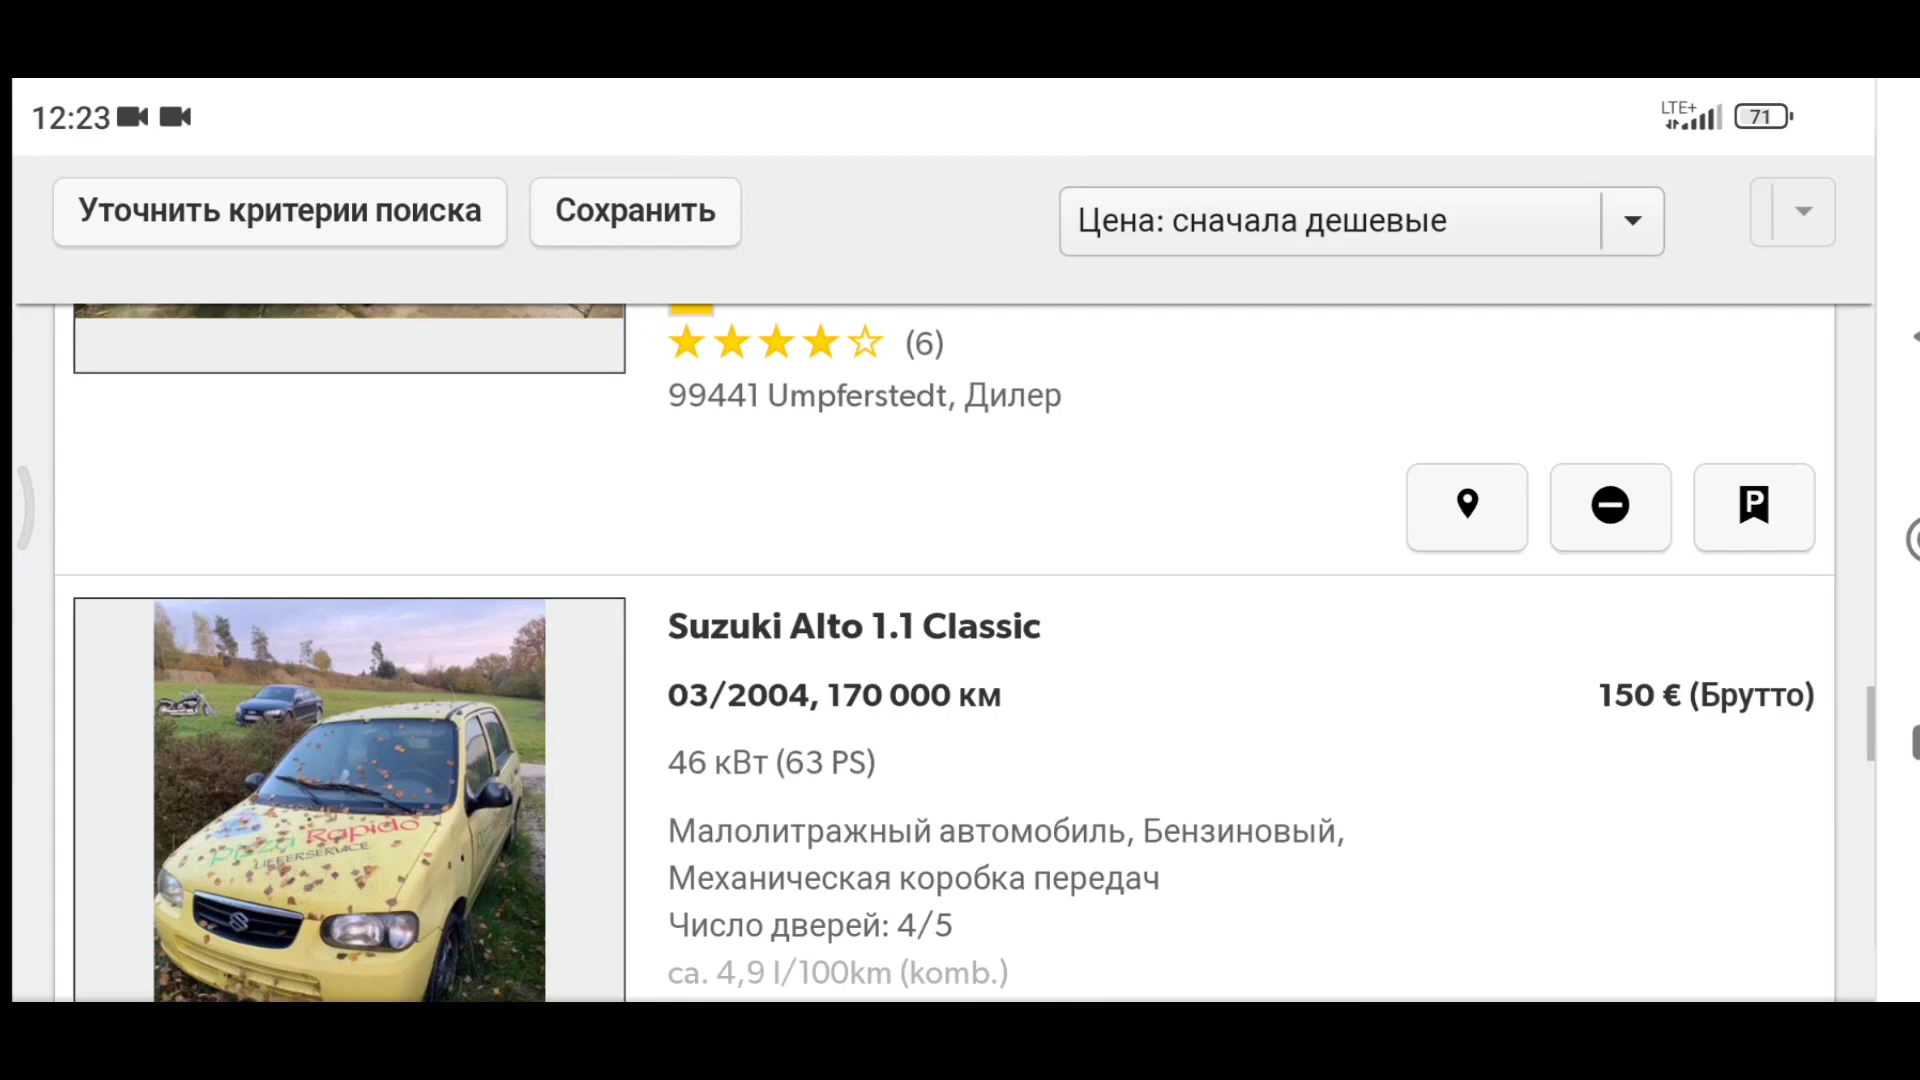 12:23
LTE+
71
Уточнить критерии поиска
Сохранить
Цена: сначала дешевые
(6)
99441 Umpferstedt, Дилер
P
Suzuki Alto 1.1 Classic
03/2004, 170 000 км
150 € (Брутто)
46 кВт (63 PS)
Малолитражный автомобиль, Бензиновый,
Механическая коробка передач
Число дверей: 4/5
ca. 4,9 l/100km (komb.)
Pizza Rapido
LIEFERSERVICE